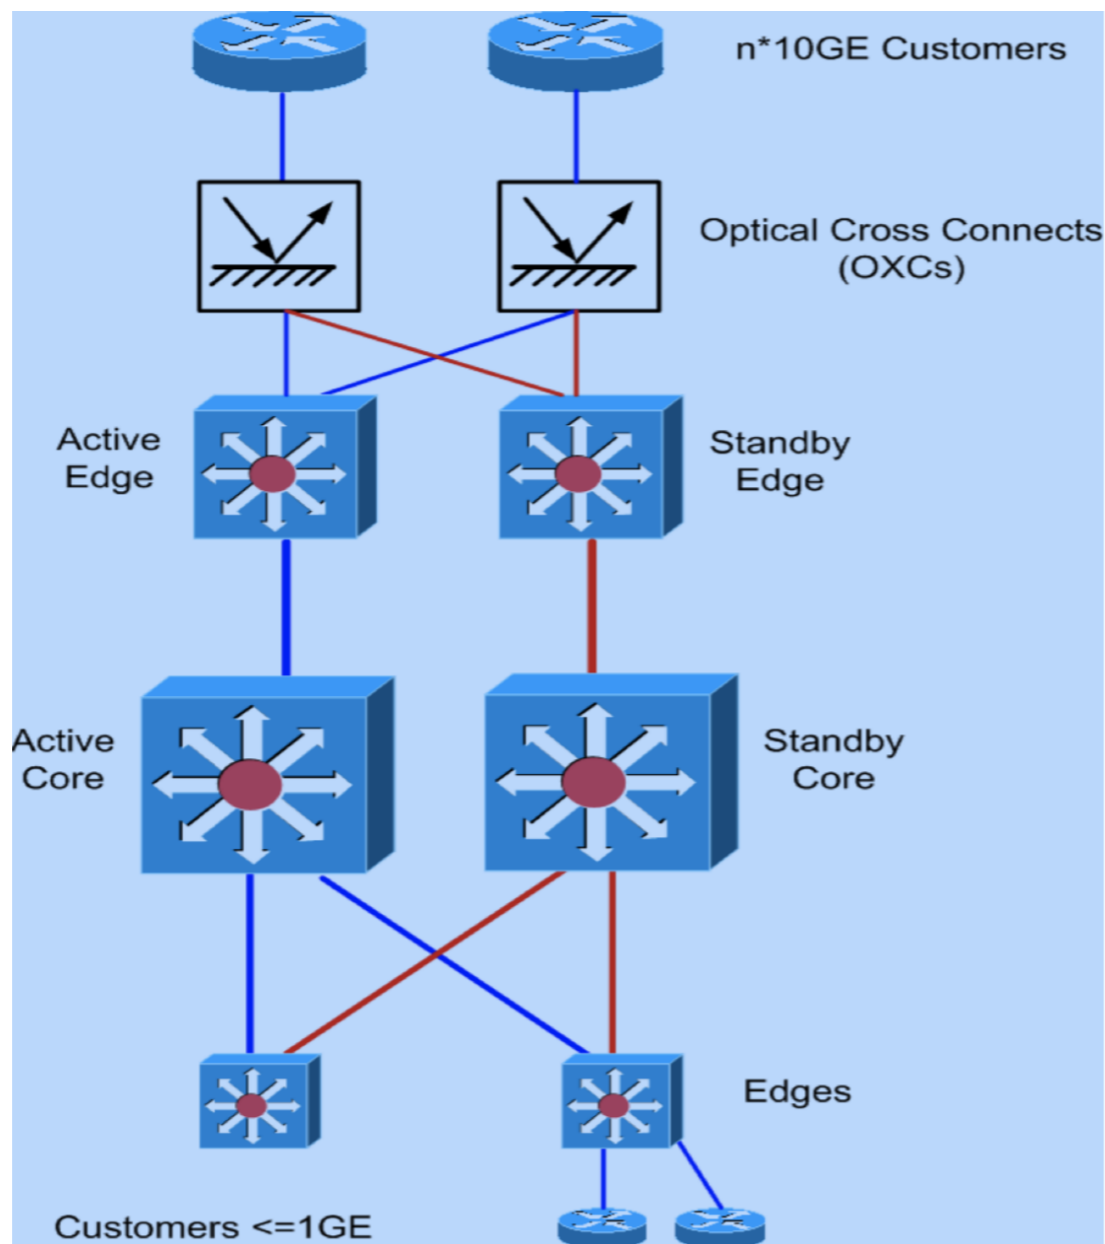 n*10GE Customers
Optical Cross Connects
(OXCs)
Active
Edge
Standby
Edge
Active
Core
Standby
Core
Edges
Customers <=1GE